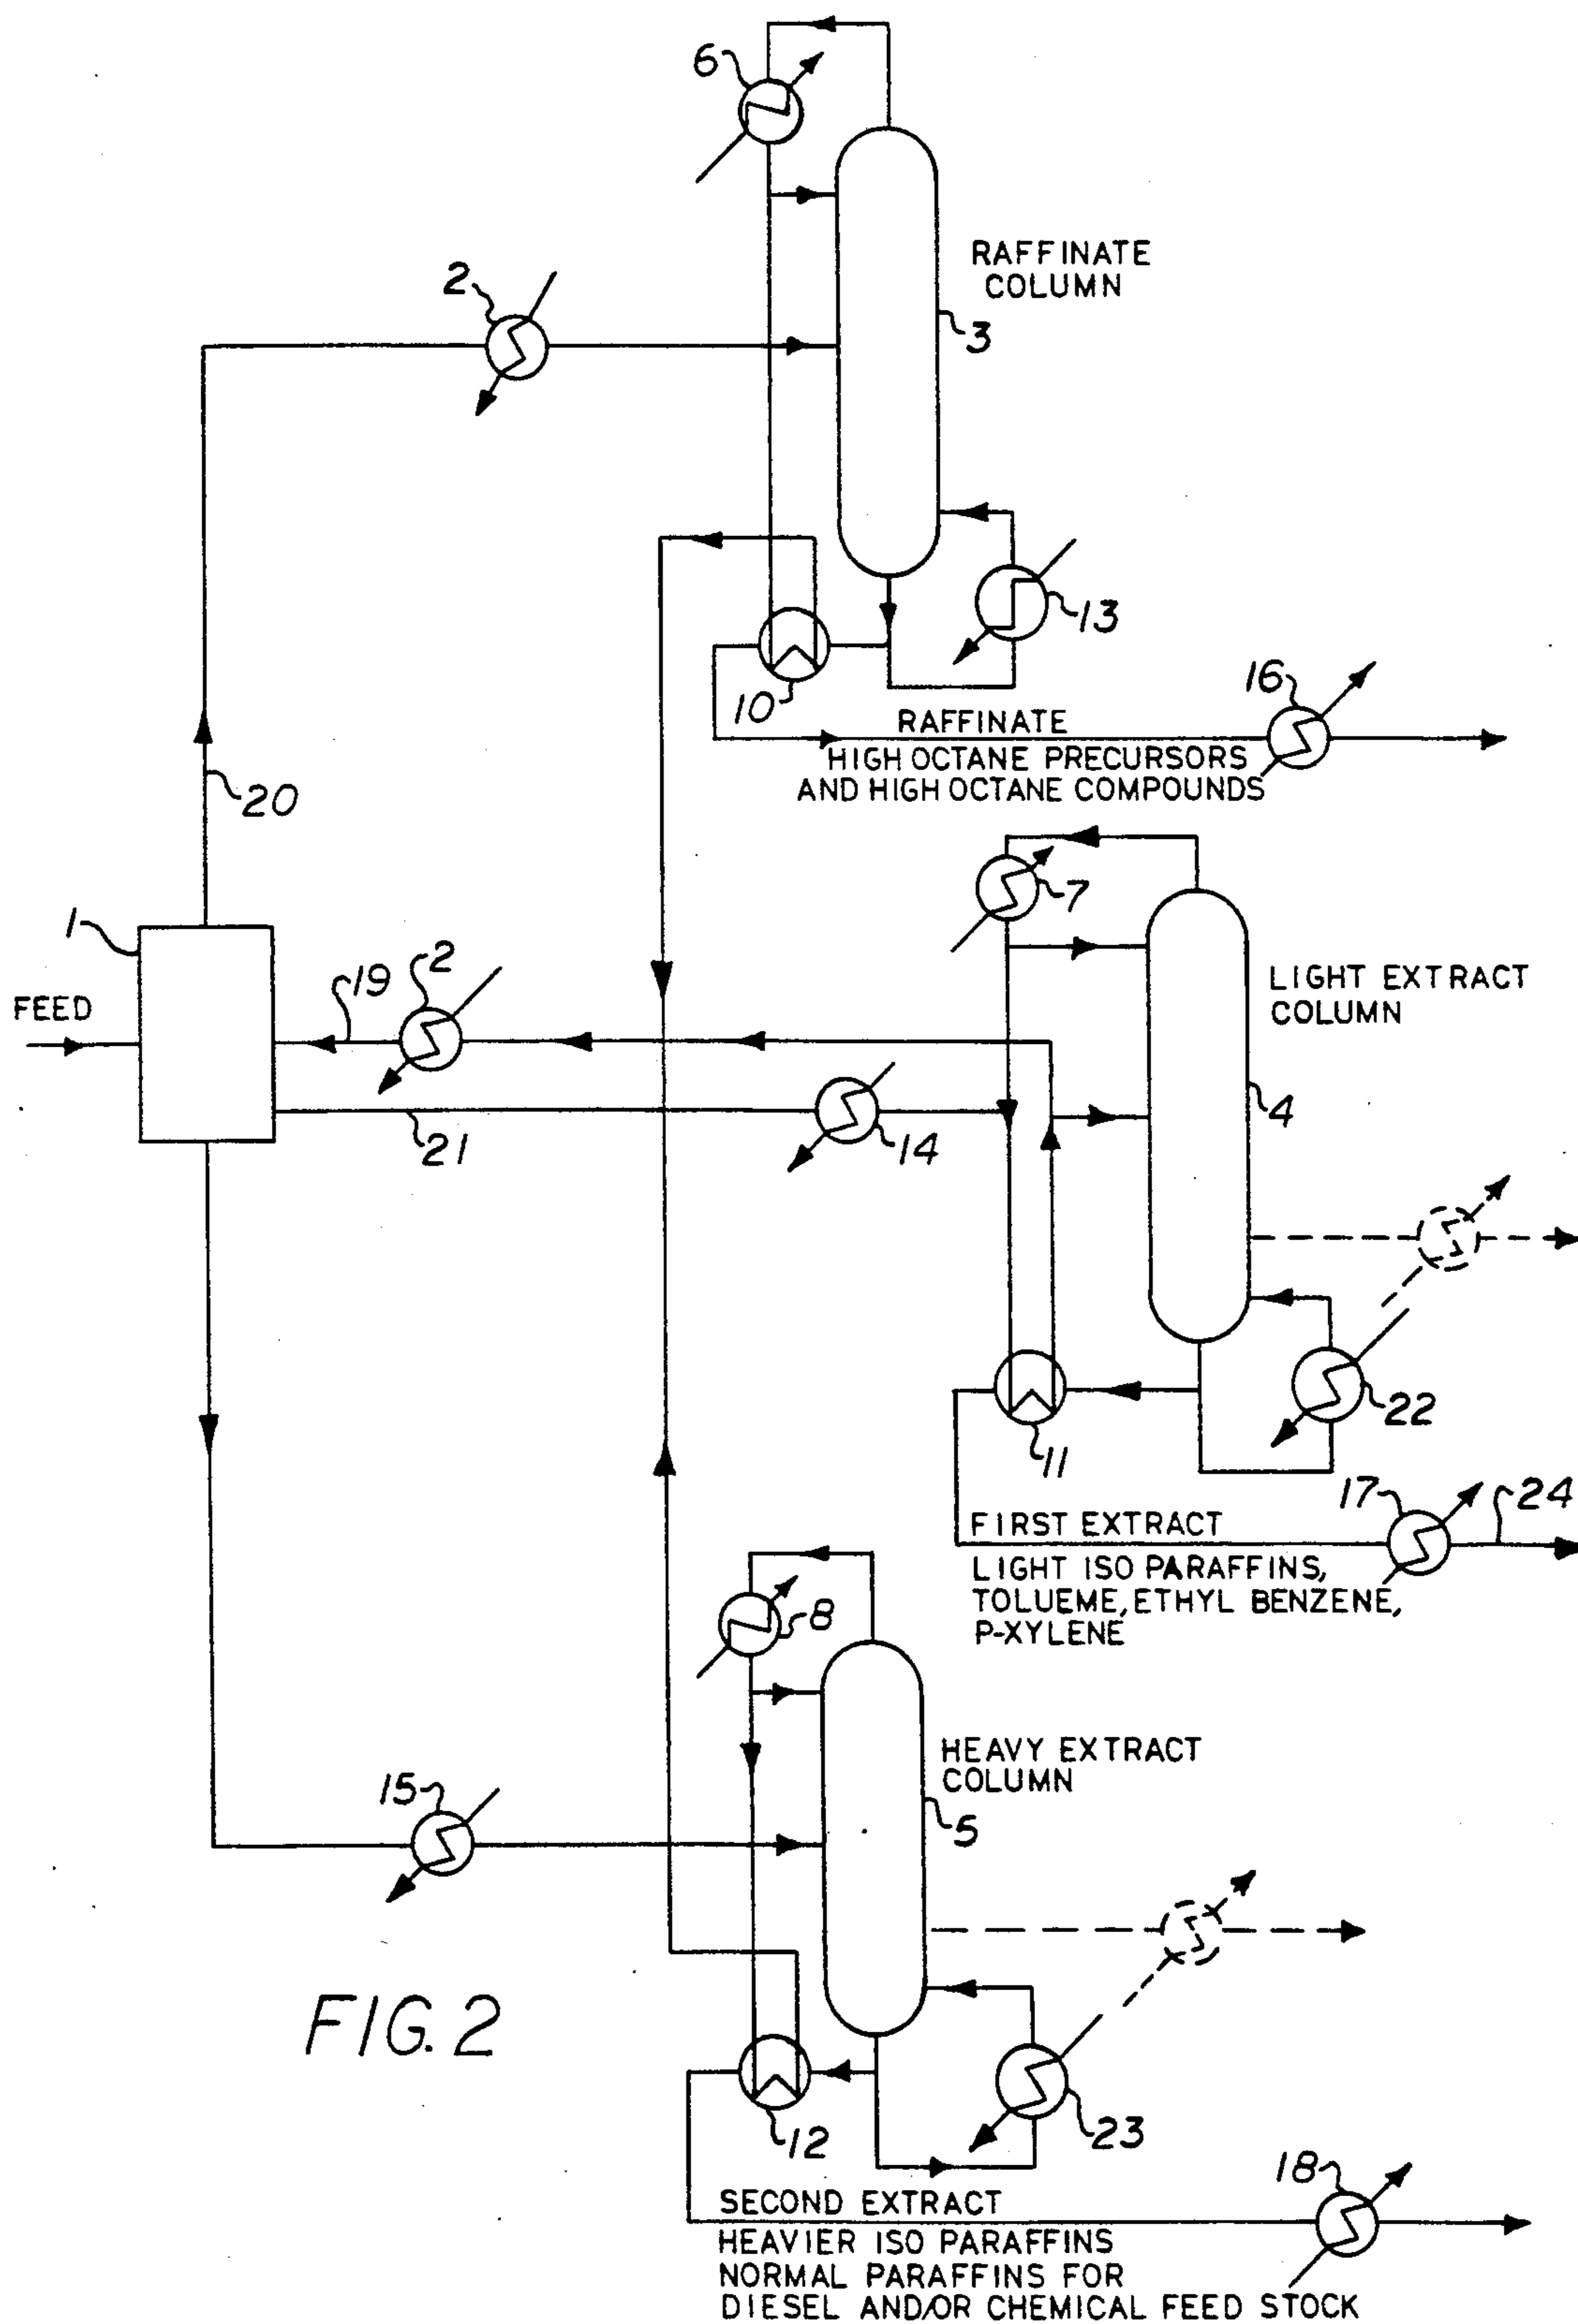 6
RAFFINATE
COLUMN
2
3
13
10
16
RAFFINATE
HIGH OCTANE PRECURSORS
AND HIGH OCTANE COMPOUNDS
20
7
1
2
19
FEED
LIGHT EXTRACT
COLUMN
4
21
14
22
11
17
24
FIRST EXTRACT
LIGHT ISO PARAFFINS,
TOLUEME, ETHYL BENZENE,
P-XYLENE
8
HEAVY EXTRACT
COLUMN
15
5
FIG. 2
12
23
18
SECOND EXTRACT
HEAVIER ISO PARAFFINS
NORMAL PARAFFINS FOR
DIESEL AND/OR CHEMICAL FEED STOCK